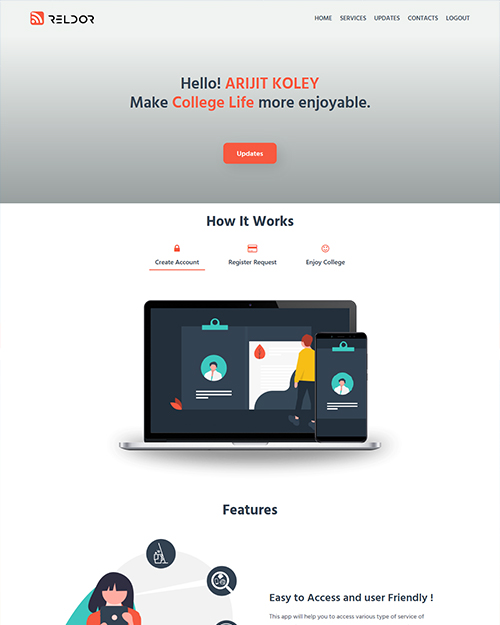 RELDOR
HOME SERVICES UPDATES CONTACTS LOGOUT
Hello! ARIJIT KOLEY
Make College Life more enjoyable.
Updates
How It Works
Create Account Register Request Enjoy College
Features
Easy to Access and user Friendly !
This app will help you to access various type of service of